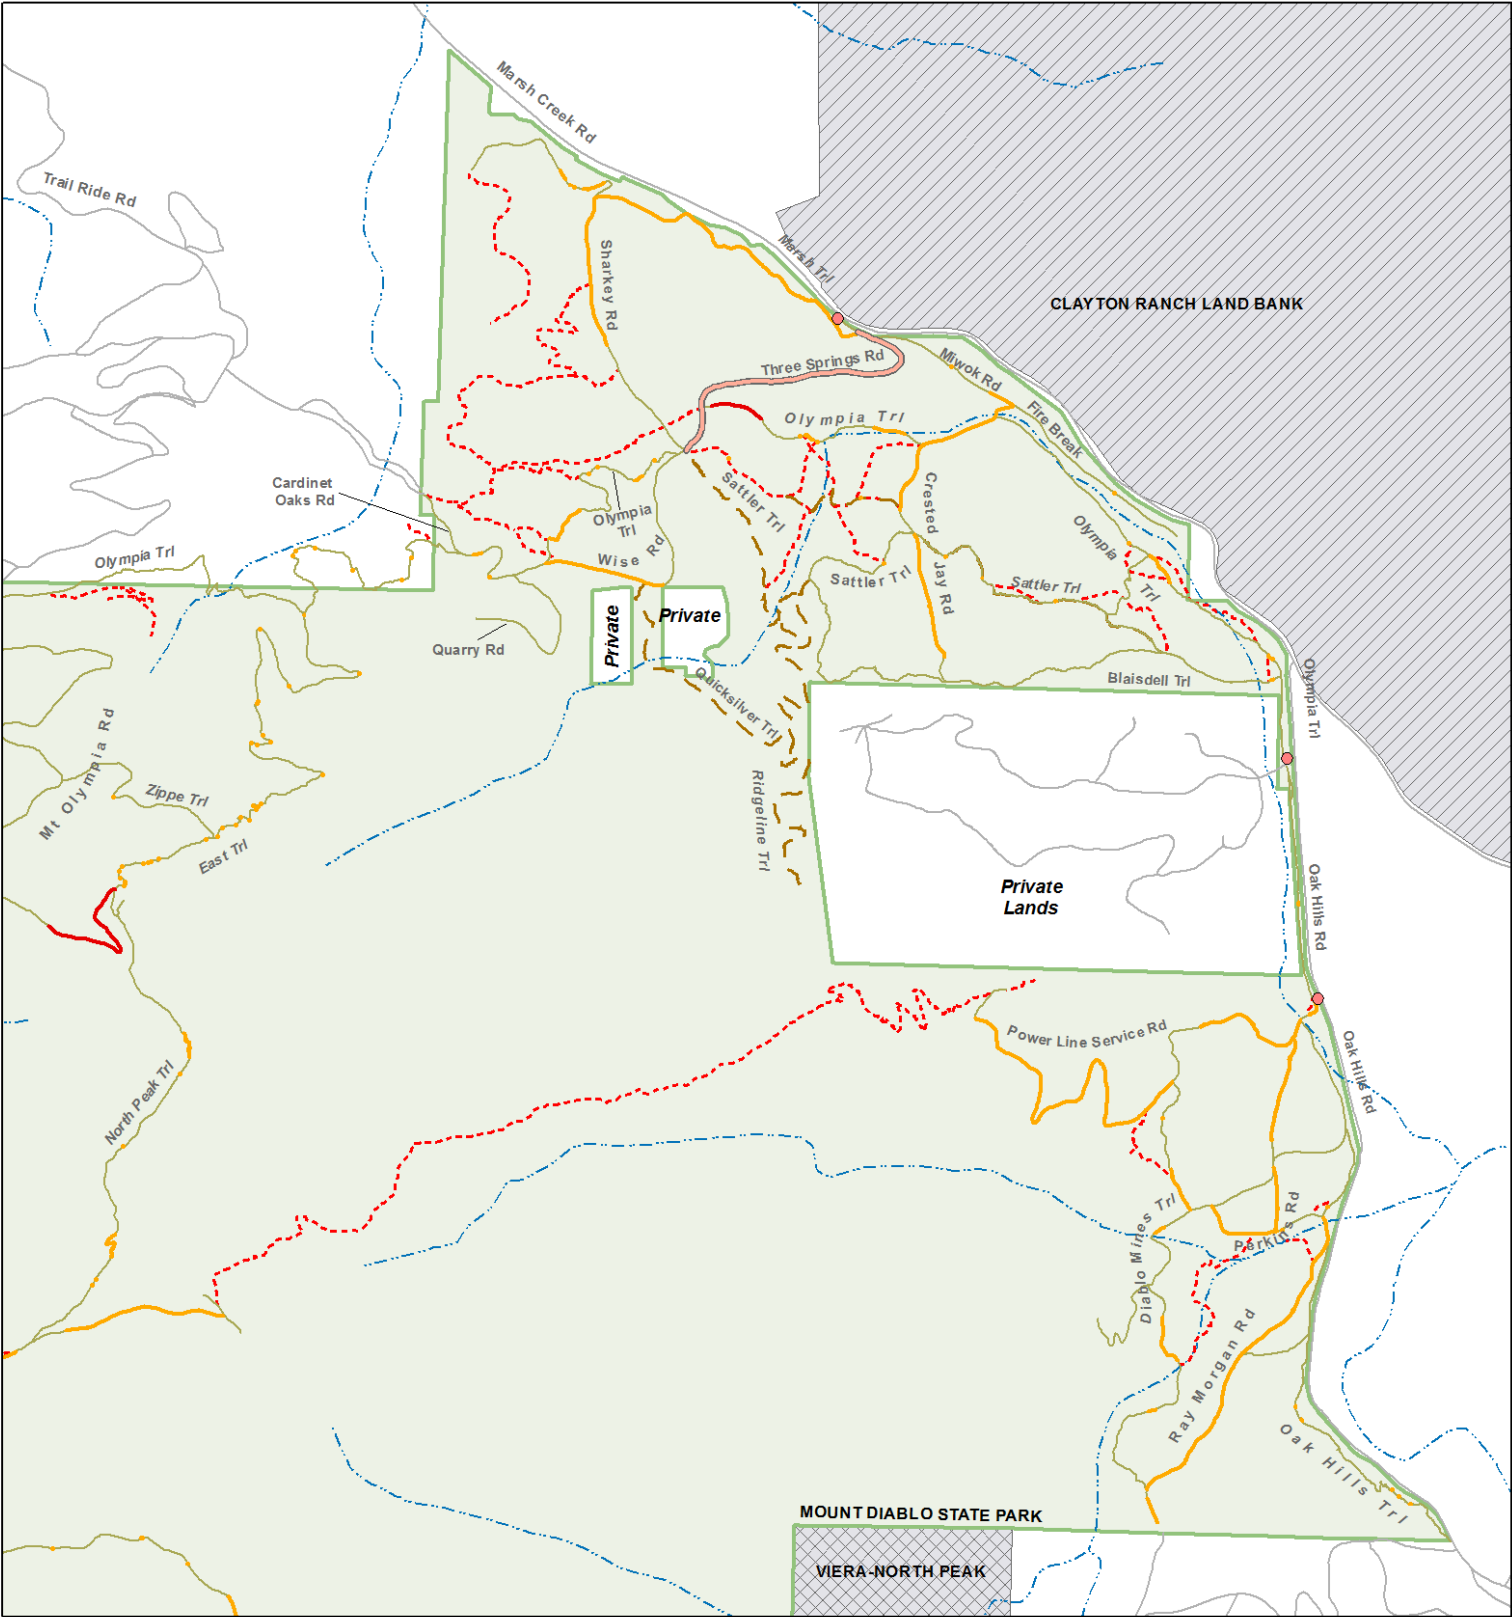 Marsh Creek Rd
Trail Ride Rd
Marsh Trl
Sharkey Rd
CLAYTON RANCH LAND BANK
Three Springs Rd
Miwok Rd
Fire Break
Olympia Trl
Cardinet
Oaks Rd
Sattler Trl
Crested
Jay Rd
Olympia
Trl
Olympia
Trl
Wise Rd
Olympia Trl
Sattler Trl
Sattler Trl
Private
Private
Quarry Rd
Quicksilver Trl
Blaisdell Trl
Olympia Trl
Mt Olympia Rd
Zippe Trl
East Trl
Ridgeline Trl
Private
Lands
Oak Hills Rd
Power Line Service Rd
Oak Hills Rd
North Peak Trl
Diablo Mines Trl
Perkins Rd
Ray Morgan Rd
Oak Hills Trl
MOUNT DIABLO STATE PARK
VIERA-NORTH PEAK